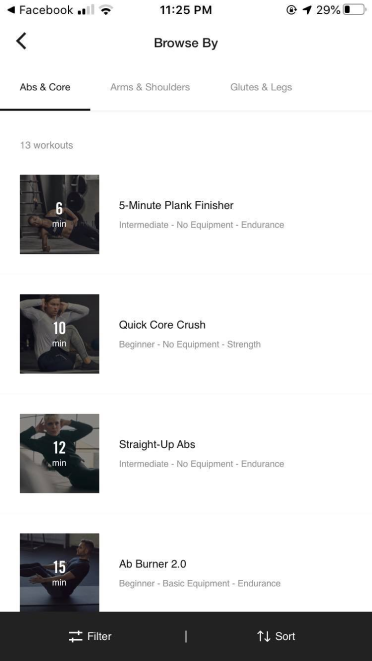 Facebook
11:25 PM
29%
Browse By
Abs & Core
Arms & Shoulders
Glutes & Legs
13 workouts
6
min
5-Minute Plank Finisher
Intermediate - No Equipment - Endurance
10
min
Quick Core Crush
Beginner - No Equipment - Strength
12
min
Straight-Up Abs
Intermediate - No Equipment - Endurance
15
min
Ab Burner 2.0
Beginner - Basic Equipment - Endurance
Filter | Sort